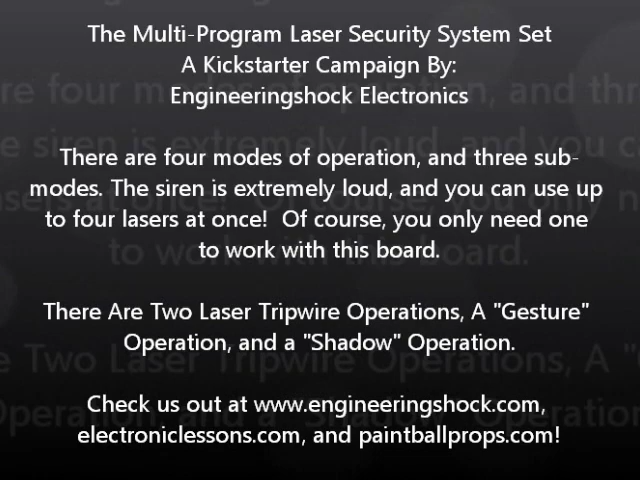 The Multi-Program Laser Security System Set
A Kickstarter Campaign By:
Engineeringshock Electronics
There are four modes of operation, and three sub-
modes. The siren is extremely loud, and you can use up
to four lasers at once!  Of course, you only need one
to work with this board.
There Are Two Laser Tripwire Operations, A "Gesture"
Operation, and a "Shadow" Operation.
Check us out at www.engineeringshock.com,
electroniclessons.com, and paintballprops.com!